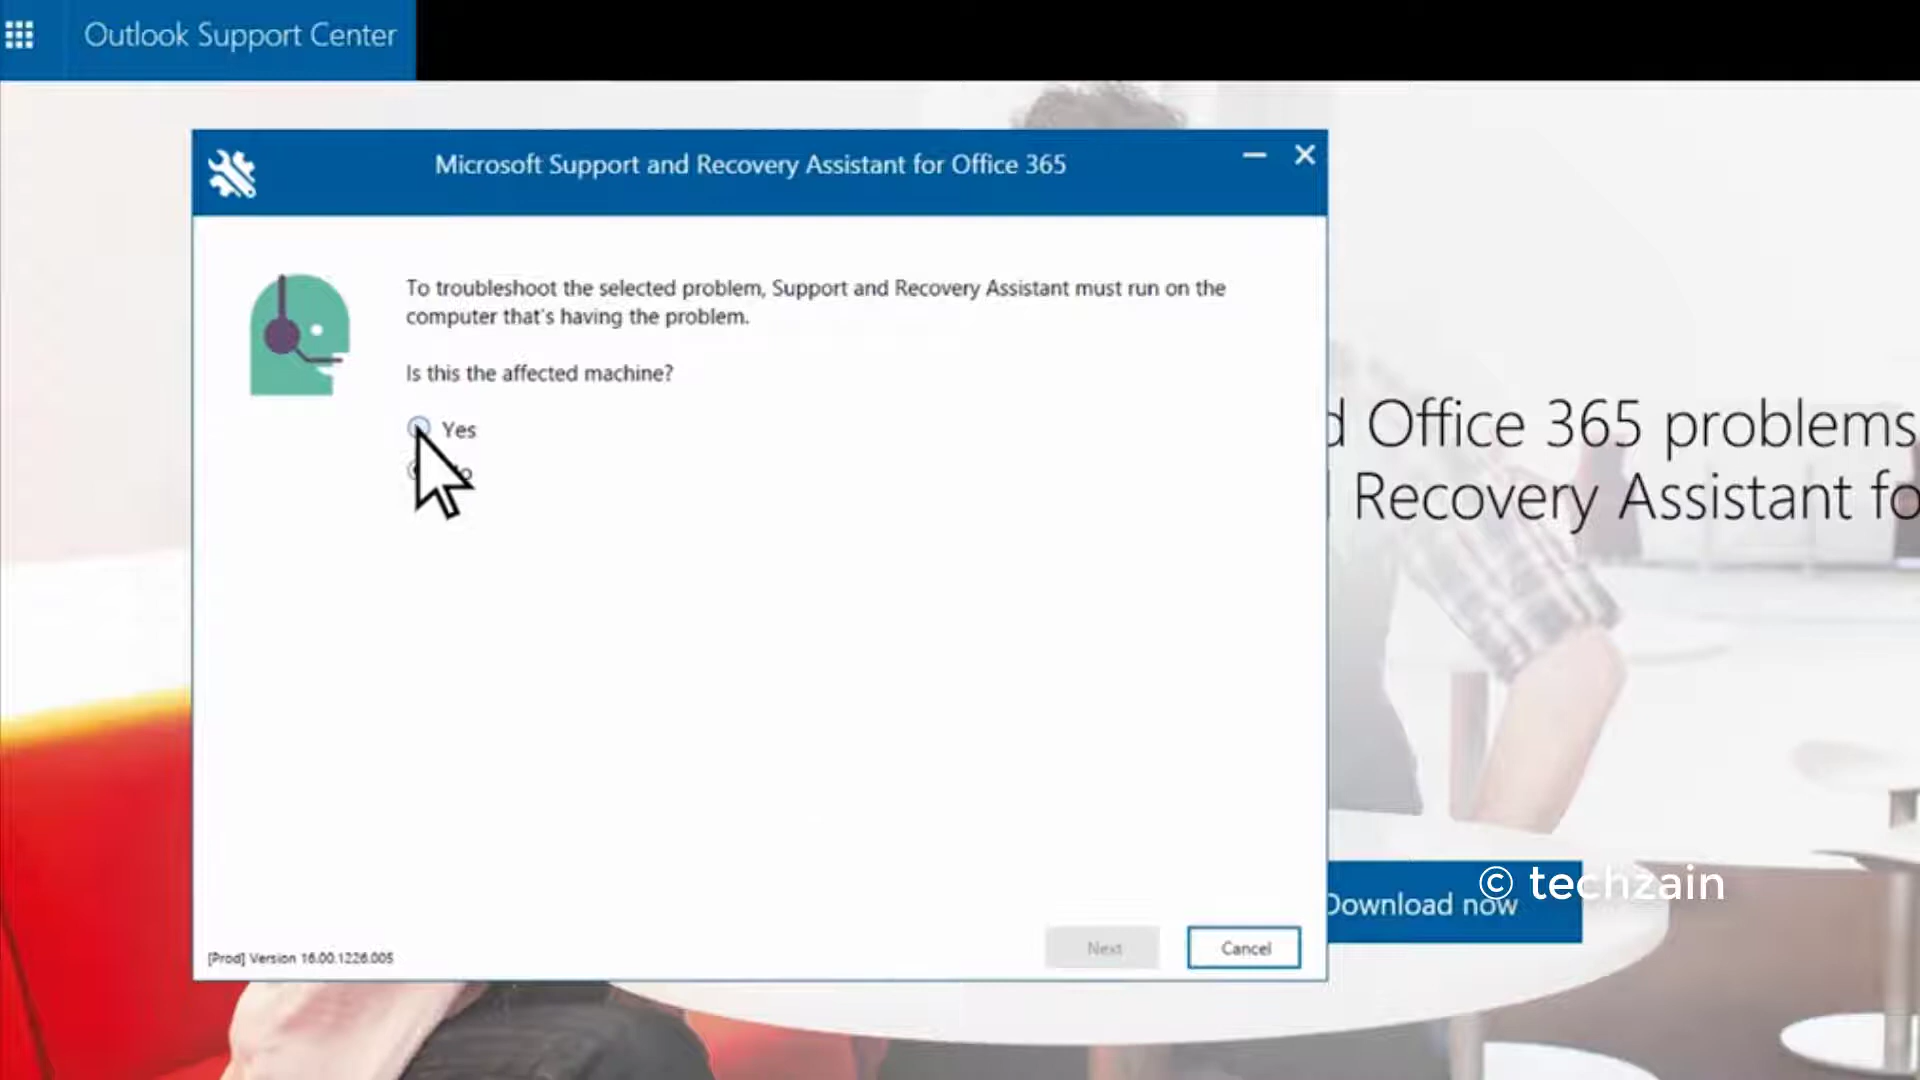 Outlook Support Center
Microsoft Support and Recovery Assistant for Office 365
To troubleshoot the selected problem, Support and Recovery Assistant must run on the
computer that's having the problem.
Is this the affected machine?
Yes
Office 365 problems
Recovery Assistant
© techzain
Download now
Next
Cancel
[Prod] Version 16.00.1226.005